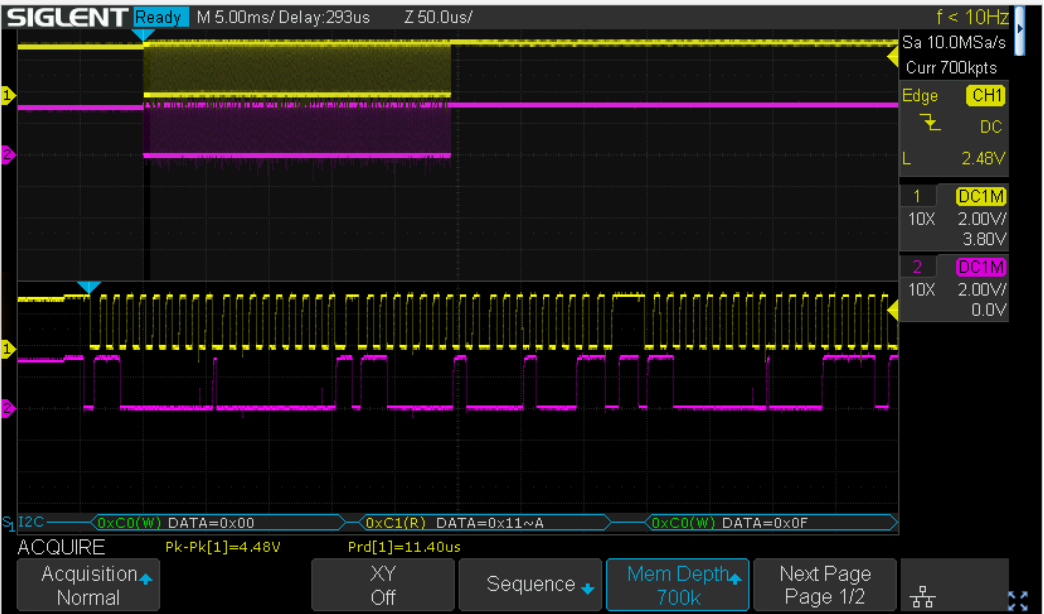 SIGLENT Ready M 5.00ms/ Delay:293us Z 50.0us/ f < 10Hz
Sa 10.0MSa/s
Curr 700kpts
Edge CH1
DC
L 2.48V
1 DC1M
10X 2.00V/
3.80V
2 DC1M
10X 2.00V/
0.0V
1
2
1
2
S1 I2C 0xC0(W) DATA=0x00 0xC1(R) DATA=0x11~A 0xC0(W) DATA=0x0F
ACQUIRE Pk-Pk[1]=4.48V Prd[1]=11.40us
Acquisition XY Sequence Mem Depth Next Page
Normal Off 700k Page 1/2